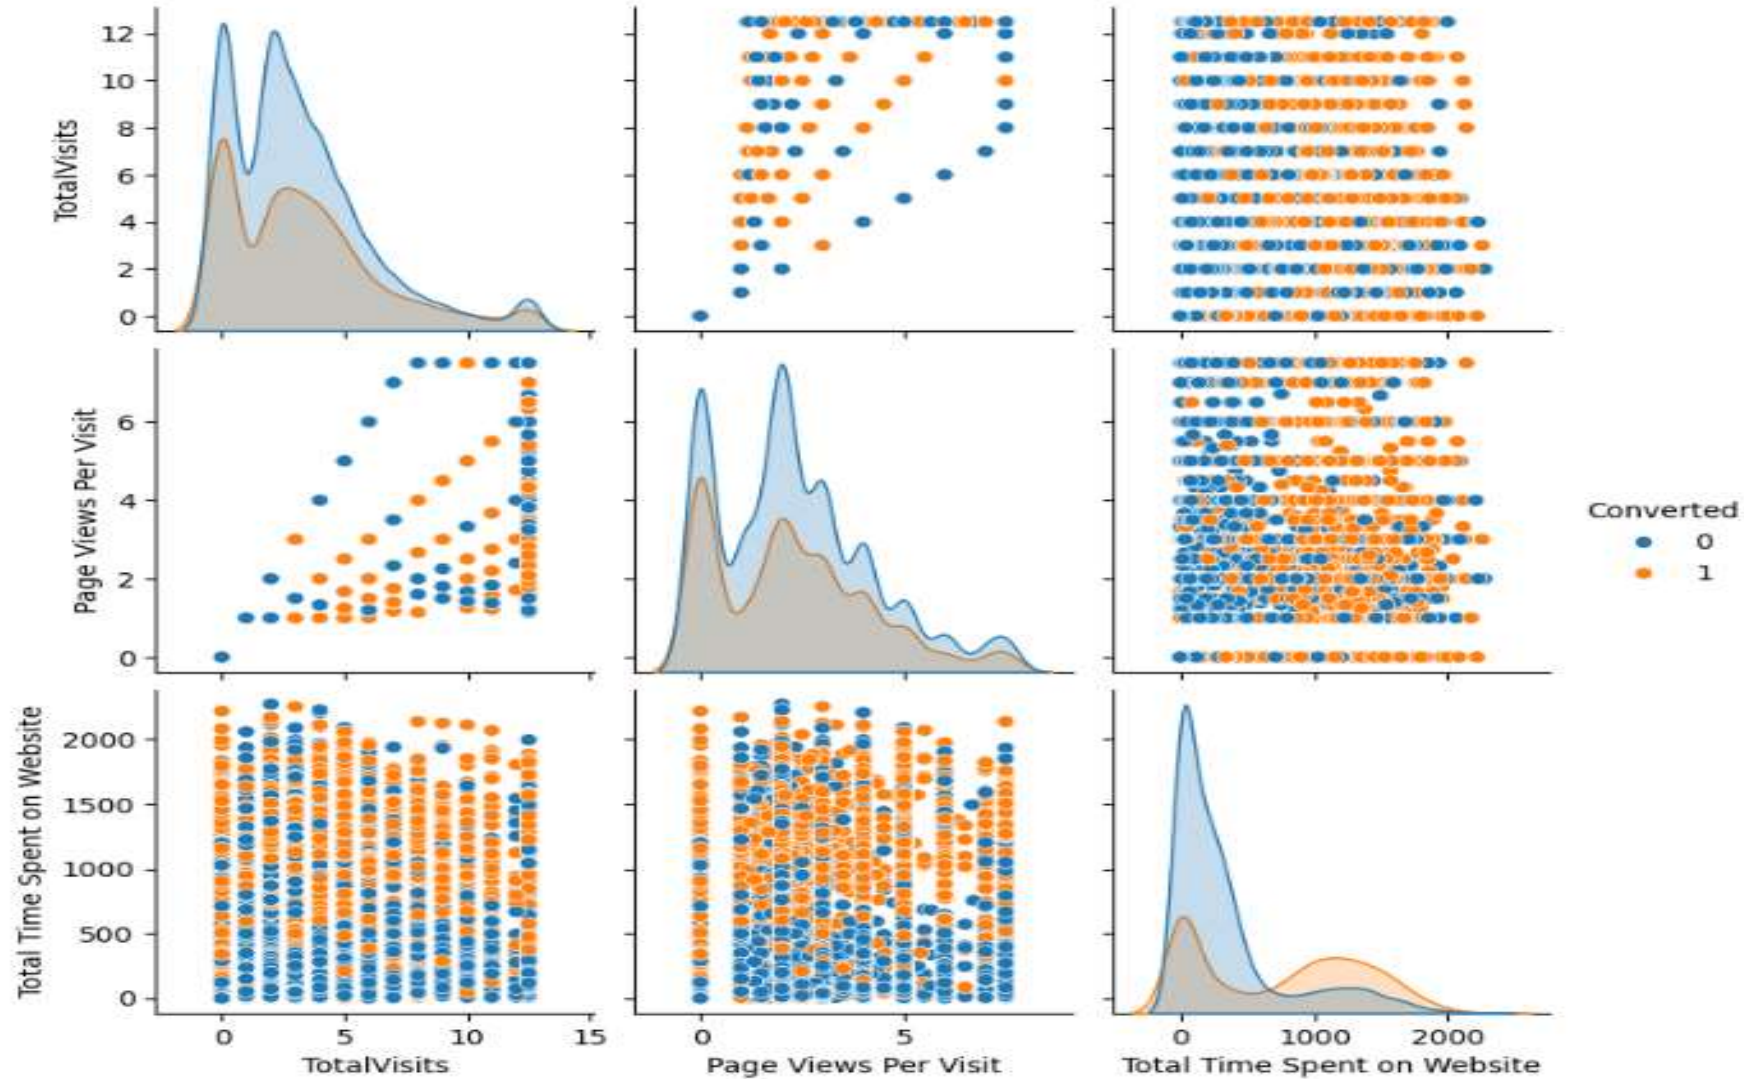 12
10
8
6
4
2
0
TotalVisits
6
4
2
0
Page Views Per Visit
Converted
0
1
2000
1500
1000
500
0
Total Time Spent on Website
0 5 10 15
TotalVisits
0 5
Page Views Per Visit
0 1000 2000
Total Time Spent on Website